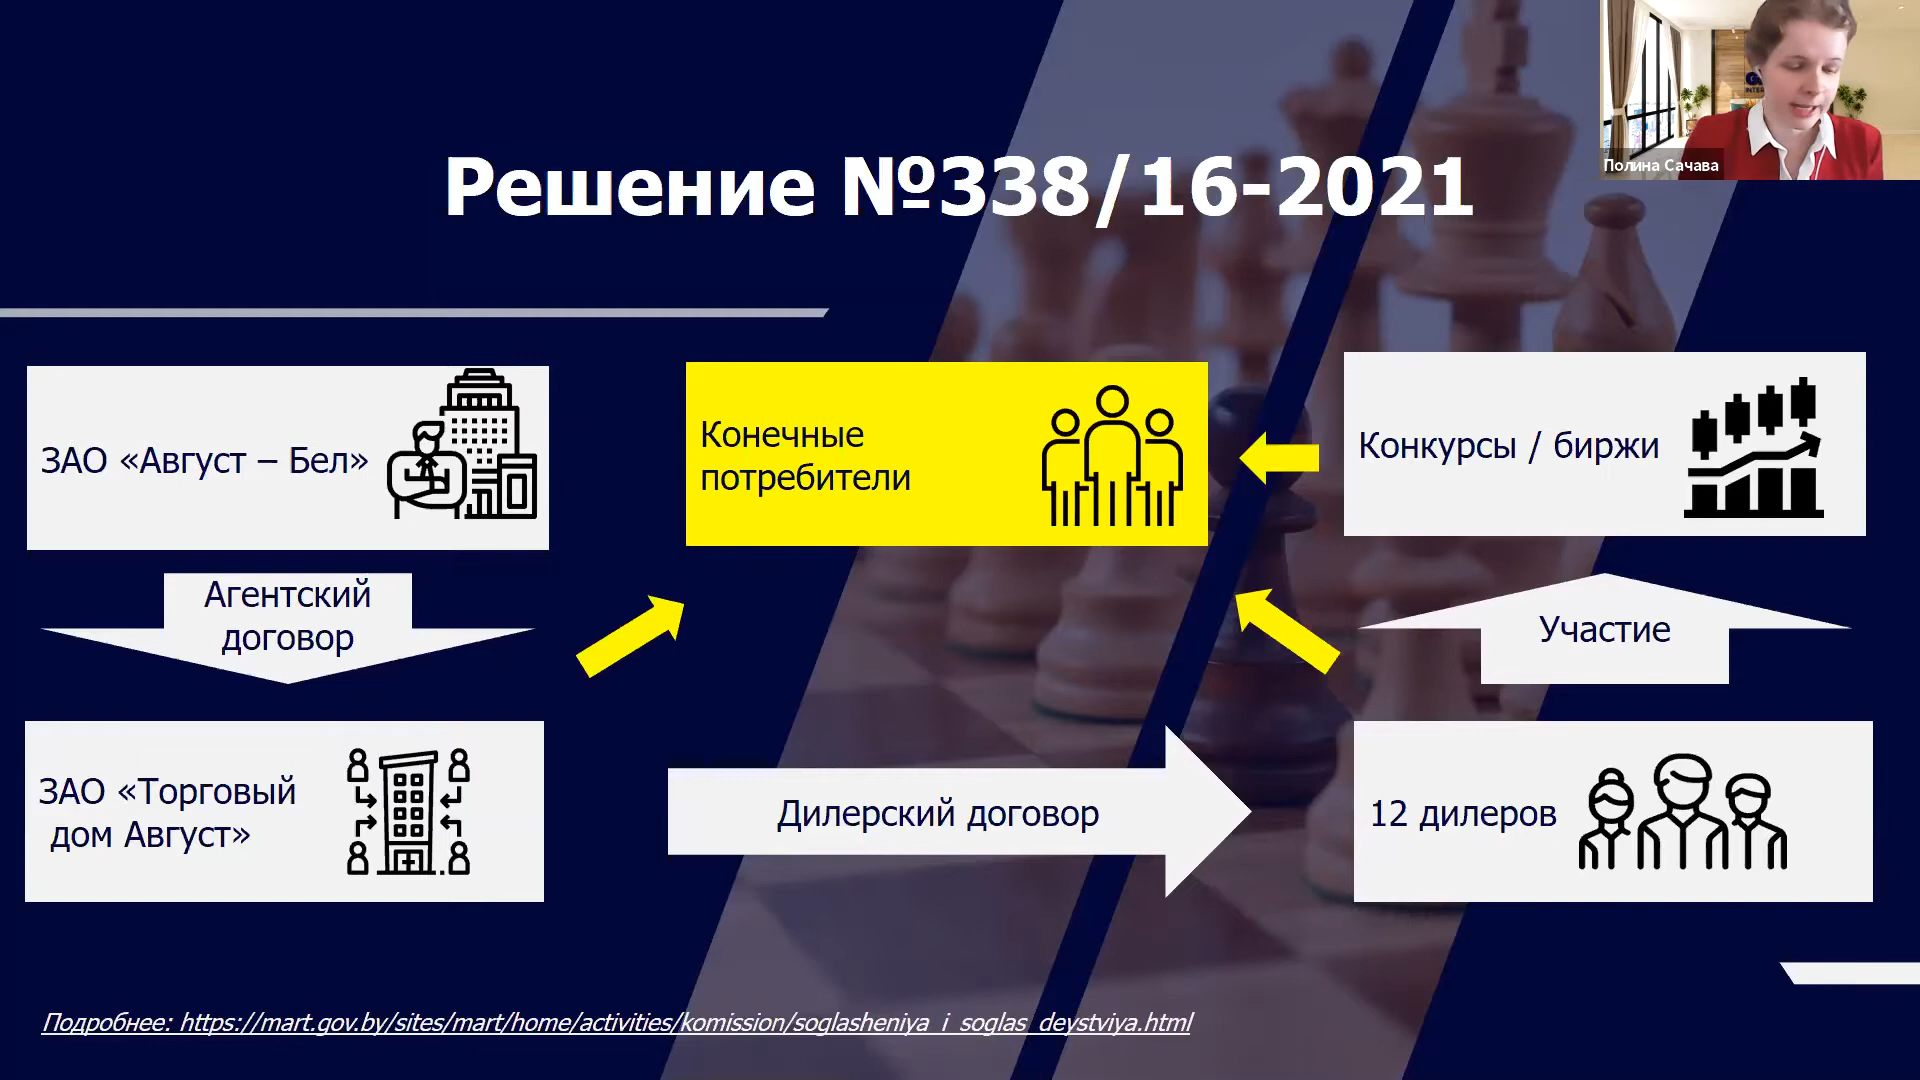 Решение №338/16-2021
Полина Сачава
ЗАО «Август – Бел»
Конечные
потребители
Конкурсы / биржи
Агентский
договор
Участие
ЗАО «Торговый
дом Август»
Дилерский договор
12 дилеров
Подробнее: https://mart.gov.by/sites/mart/home/activities/komission/soglasheniya_i_soglas_deystviya.html